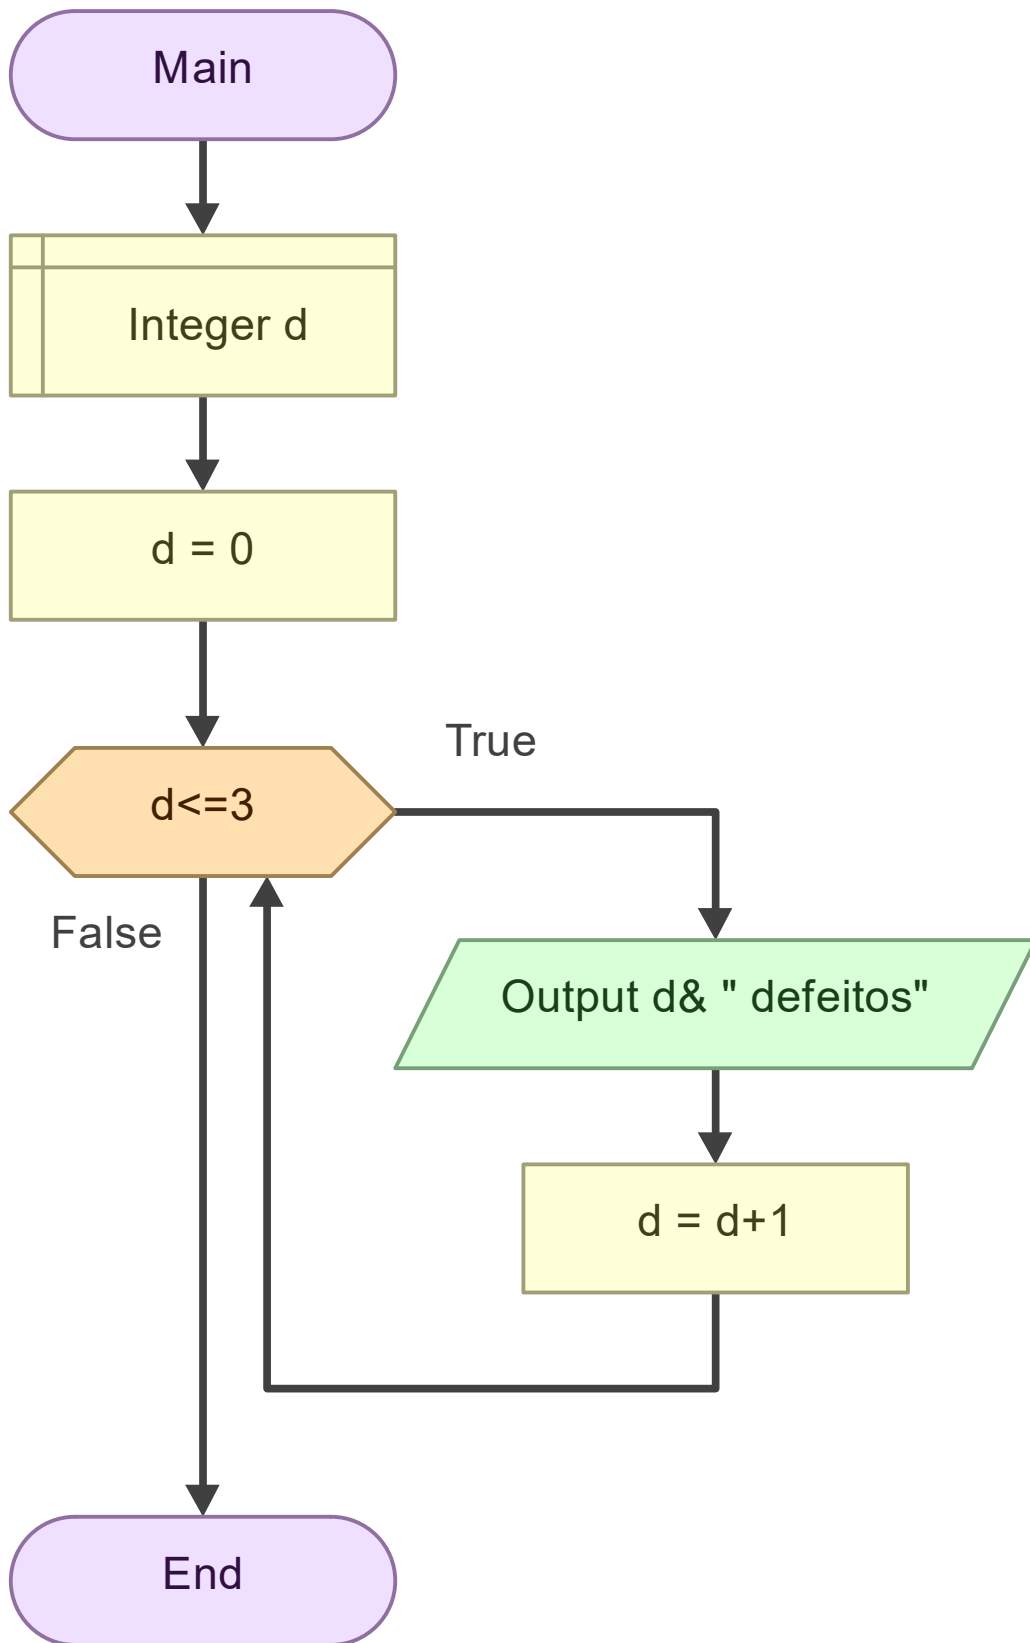 Main
Integer d
d = 0
d<=3
True
False
Output d& " defeitos"
d = d+1
End